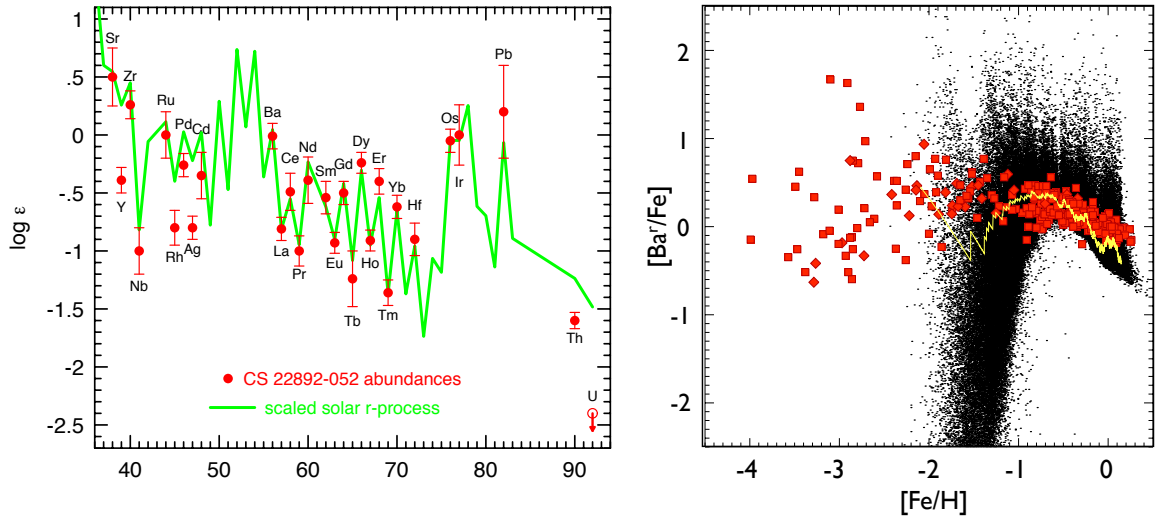 1
.5
0
-.5
-1
-1.5
-2
-2.5
log ε
40
50
60
70
80
90
Sr
Zr
Y
Nb
Ru
Rh
Pd
Ag
Cd
Ba
La
Ce
Pr
Nd
Sm
Eu
Gd
Tb
Dy
Ho
Er
Tm
Yb
Hf
Os
Ir
Pb
Th
U
CS 22892-052 abundances
scaled solar r-process
2
1
0
-1
-2
[Baʳ/Fe]
-4
-3
-2
-1
0
[Fe/H]